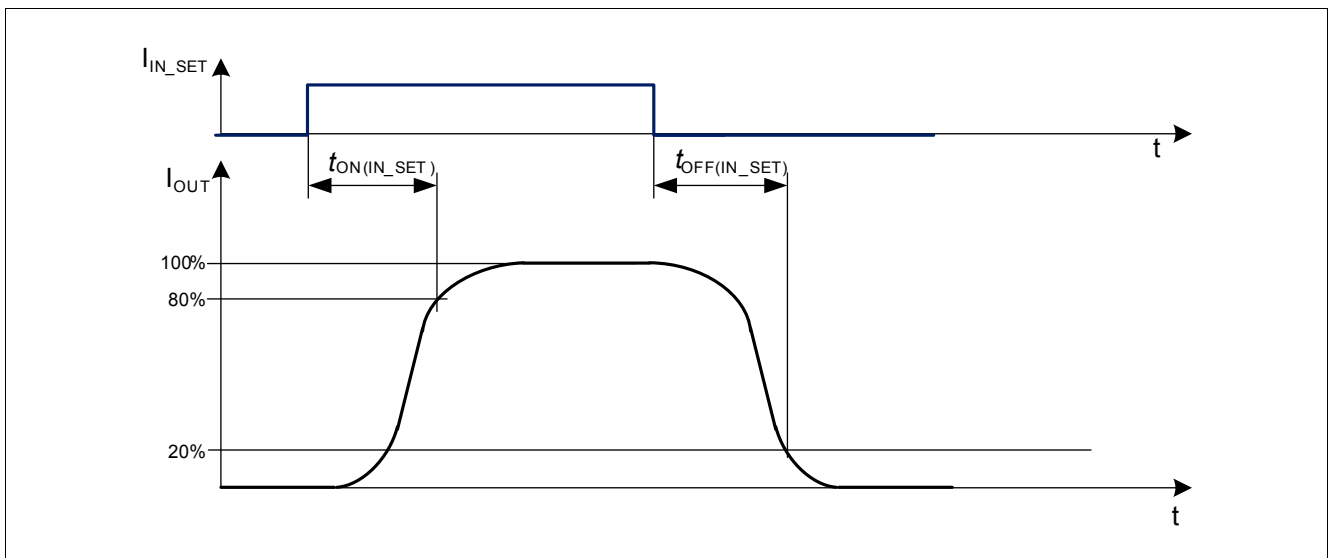 I_IN_SET
t
t_ON(IN_SET)
t_OFF(IN_SET)
I_OUT
100%
80%
20%
t